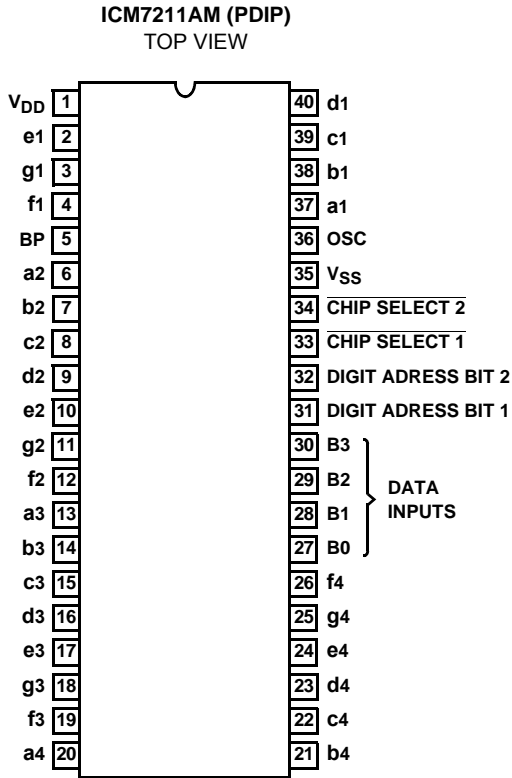 ICM7211AM (PDIP)
TOP VIEW
VDD 1 40 d1
e1 2 39 c1
g1 3 38 b1
f1 4 37 a1
BP 5 36 OSC
a2 6 35 VSS
b2 7 34 CHIP SELECT 2
c2 8 33 CHIP SELECT 1
d2 9 32 DIGIT ADRESS BIT 2
e2 10 31 DIGIT ADRESS BIT 1
g2 11 30 B3
f2 12 29 B2
a3 13 28 B1
b3 14 27 B0
DATA
INPUTS
c3 15 26 f4
d3 16 25 g4
e3 17 24 e4
g3 18 23 d4
f3 19 22 c4
a4 20 21 b4